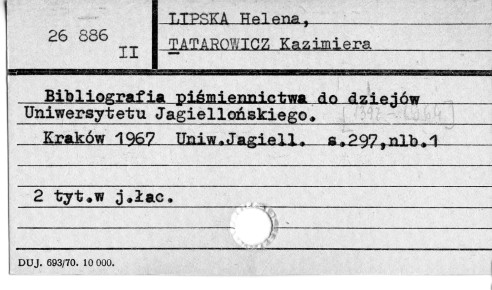 LIPSKA Helena,
26 886
II
TATAROWICZ Kazimiera
Bibliografia piśmiennictwa do dziejów
Uniwersytetu Jagiellońskiego.
Kraków 1967 Uniw.Jagiell. s.297,nlb.1
2 tyt.w j.łac.
DUJ. 693/70. 10 000.